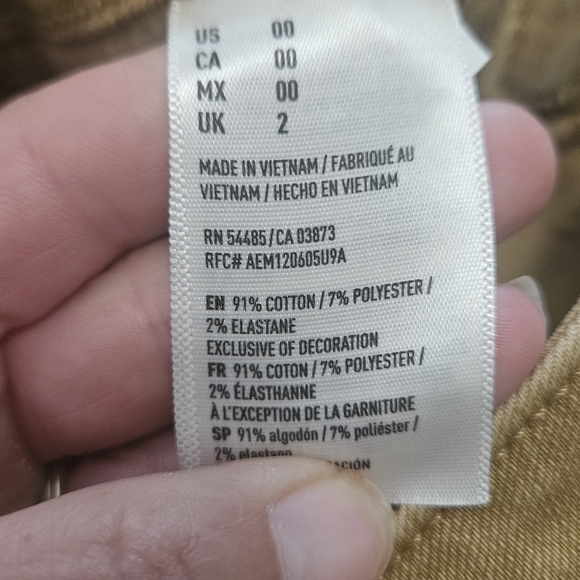 US 00
CA 00
MX 00
UK 2
MADE IN VIETNAM / FABRIQUÉ AU
VIETNAM / HECHO EN VIETNAM
RN 54485 / CA 03873
RFC# AEM120605U9A
EN 91% COTTON / 7% POLYESTER /
2% ELASTANE
EXCLUSIVE OF DECORATION
FR 91% COTON / 7% POLYESTER /
2% ÉLASTHANNE
À L'EXCEPTION DE LA GARNITURE
SP 91% algodón / 7% poliéster /
2% elastano